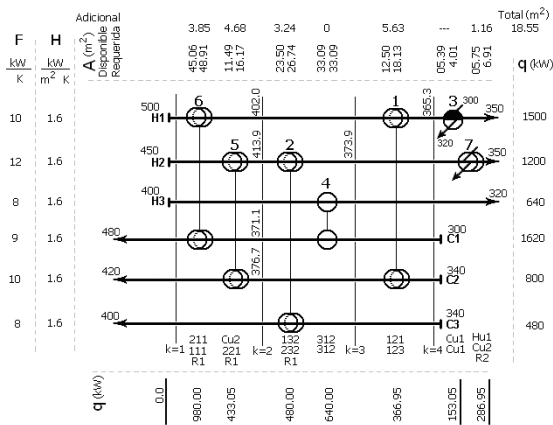 Adicional 3.85 4.68 3.24 0 5.63 --- 1.16 Total (m²) 18.55
A (m²)
Disponible 45.06 11.49 23.50 33.09 12.50 05.39 05.75
Requerida 48.91 16.17 26.74 33.09 18.13 4.01 6.91
F H q (kW)
kW/K kW/m² K
6 402.0 1 365.3 3 300
10 1.6 500 H1 350 1500
320
450 5 413.9 2 373.9 7 350
12 1.6 H2 1200
400 4 320
8 1.6 H3 640
480 371.1 300
9 1.6 C1 1620
420 376.7 340
10 1.6 C2 800
400 340
8 1.6 C3 480
211 Cu2 132 312 121 Cu1 Hu1
k=1 111 221 k=2 232 312 k=3 123 k=4 Cu1 Cu2
R1 R1 R1 R2
q (kW) 0.0 980.00 433.05 480.00 640.00 366.95 153.05 286.95